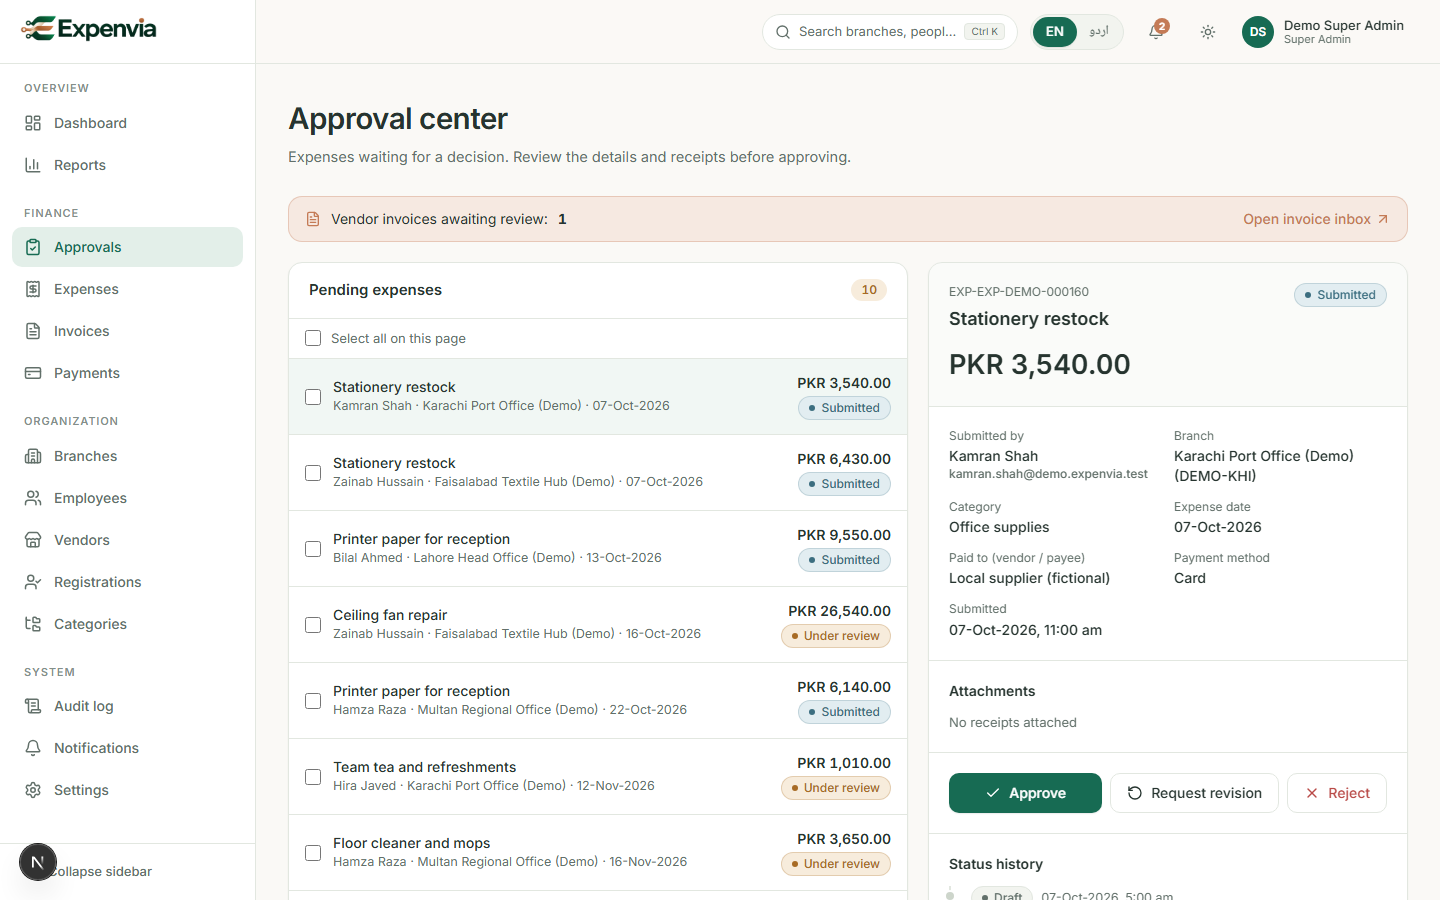 Expenvia
Search branches, peopl...
Ctrl K
EN
اردو
2
DS
Demo Super Admin
Super Admin
OVERVIEW
Dashboard
Reports
FINANCE
Approvals
Expenses
Invoices
Payments
ORGANIZATION
Branches
Employees
Vendors
Registrations
Categories
SYSTEM
Audit log
Notifications
Settings
N
ollapse sidebar
Approval center
Expenses waiting for a decision. Review the details and receipts before approving.
Vendor invoices awaiting review: 1
Open invoice inbox
Pending expenses
10
Select all on this page
Stationery restock
PKR 3,540.00
Kamran Shah · Karachi Port Office (Demo) · 07-Oct-2026
Submitted
Stationery restock
PKR 6,430.00
Zainab Hussain · Faisalabad Textile Hub (Demo) · 07-Oct-2026
Submitted
Printer paper for reception
PKR 9,550.00
Bilal Ahmed · Lahore Head Office (Demo) · 13-Oct-2026
Submitted
Ceiling fan repair
PKR 26,540.00
Zainab Hussain · Faisalabad Textile Hub (Demo) · 16-Oct-2026
Under review
Printer paper for reception
PKR 6,140.00
Hamza Raza · Multan Regional Office (Demo) · 22-Oct-2026
Submitted
Team tea and refreshments
PKR 1,010.00
Hira Javed · Karachi Port Office (Demo) · 12-Nov-2026
Under review
Floor cleaner and mops
PKR 3,650.00
Hamza Raza · Multan Regional Office (Demo) · 16-Nov-2026
Under review
EXP-EXP-DEMO-000160
Submitted
Stationery restock
PKR 3,540.00
Submitted by
Kamran Shah
kamran.shah@demo.expenvia.test
Branch
Karachi Port Office (Demo)
(DEMO-KHI)
Category
Office supplies
Expense date
07-Oct-2026
Paid to (vendor / payee)
Local supplier (fictional)
Payment method
Card
Submitted
07-Oct-2026, 11:00 am
Attachments
No receipts attached
Approve
Request revision
Reject
Status history
Draft
07-Oct-2026, 5:00 am